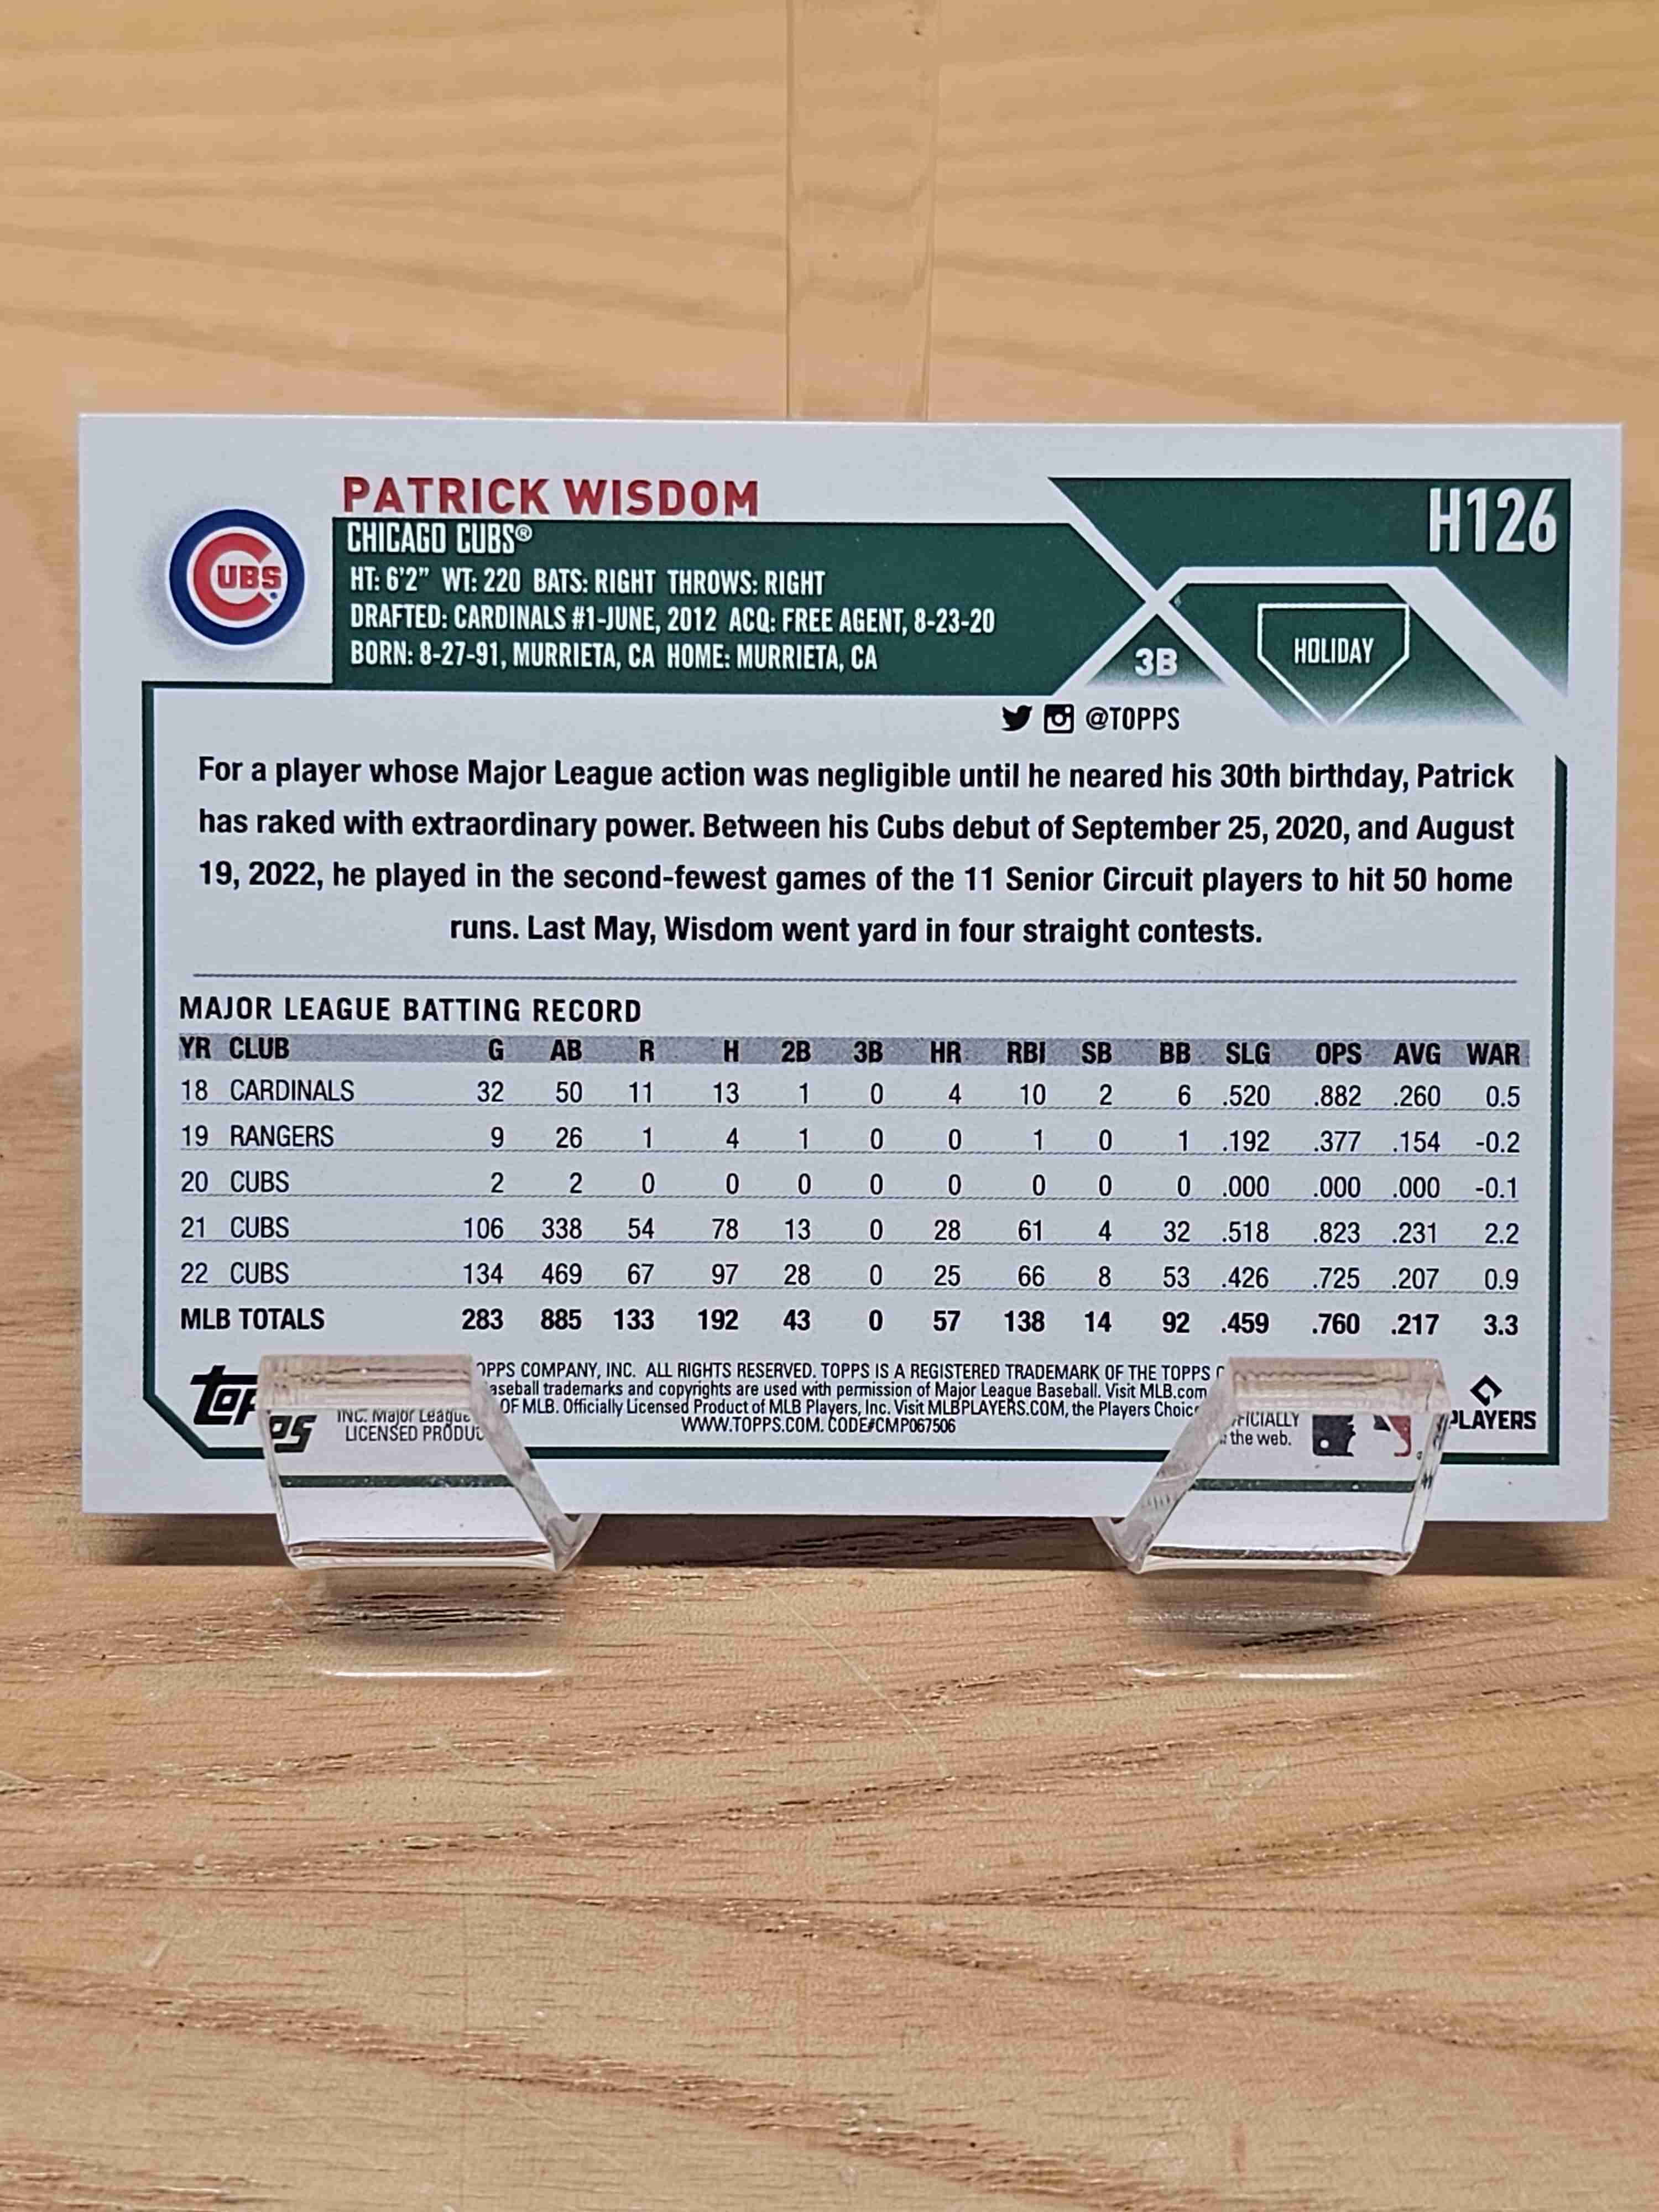 PATRICK WISDOM
H126
CUBS
CHICAGO CUBS®
HT: 6'2" WT: 220 BATS: RIGHT THROWS: RIGHT
DRAFTED: CARDINALS #1-JUNE, 2012 ACQ: FREE AGENT, 8-23-20
BORN: 8-27-91, MURRIETA, CA HOME: MURRIETA, CA
3B
HOLIDAY
@TOPPS
For a player whose Major League action was negligible until he neared his 30th birthday, Patrick
has raked with extraordinary power. Between his Cubs debut of September 25, 2020, and August
19, 2022, he played in the second-fewest games of the 11 Senior Circuit players to hit 50 home
runs. Last May, Wisdom went yard in four straight contests.
MAJOR LEAGUE BATTING RECORD
YR CLUB G AB R H 2B 3B HR RBI SB BB SLG OPS AVG WAR
18 CARDINALS 32 50 11 13 1 0 4 10 2 6 .520 .882 .260 0.5
19 RANGERS 9 26 1 4 1 0 0 1 0 1 .192 .377 .154 -0.2
20 CUBS 2 2 0 0 0 0 0 0 0 0 .000 .000 .000 -0.1
21 CUBS 106 338 54 78 13 0 28 61 4 32 .518 .823 .231 2.2
22 CUBS 134 469 67 97 28 0 25 66 8 53 .426 .725 .207 0.9
MLB TOTALS 283 885 133 192 43 0 57 138 14 92 .459 .760 .217 3.3
Topps
COMPANY, INC. ALL RIGHTS RESERVED. TOPPS IS A REGISTERED TRADEMARK OF THE TOPPS
baseball trademarks and copyrights are used with permission of Major League Baseball. Visit MLB.com
INC. Major League OF MLB. Officially Licensed Product of MLB Players, Inc. Visit MLBPLAYERS.COM, the Players
LICENSED WWW.TOPPS.COM. CODE#CMP067506 the web.
PLAYERS